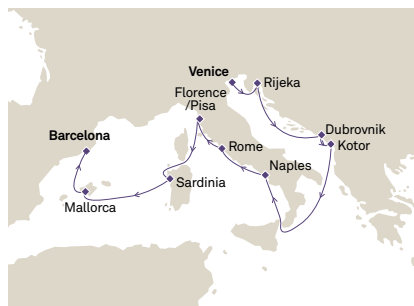 Venice
Rijeka
Florence
/Pisa
Dubrovnik
Kotor
Barcelona
Rome
Naples
Sardinia
Mallorca